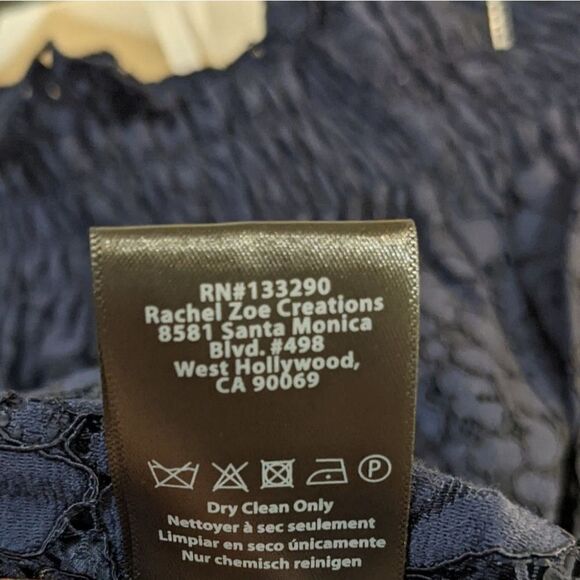 RN#133290
Rachel Zoe Creations
8581 Santa Monica
Blvd. #498
West Hollywood,
CA 90069
P
Dry Clean Only
Nettoyer à sec seulement
Limpiar en seco únicamente
Nur chemisch reinigen